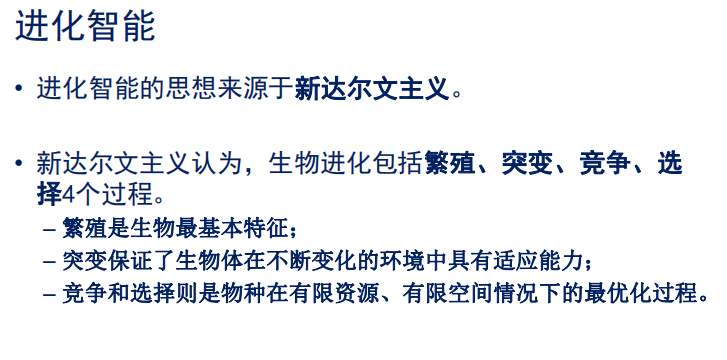 进化智能
• 进化智能的思想来源于新达尔文主义。
• 新达尔文主义认为，生物进化包括繁殖、突变、竞争、选
择4个过程。
– 繁殖是生物最基本特征；
– 突变保证了生物体在不断变化的环境中具有适应能力；
– 竞争和选择则是物种在有限资源、有限空间情况下的最优化过程。